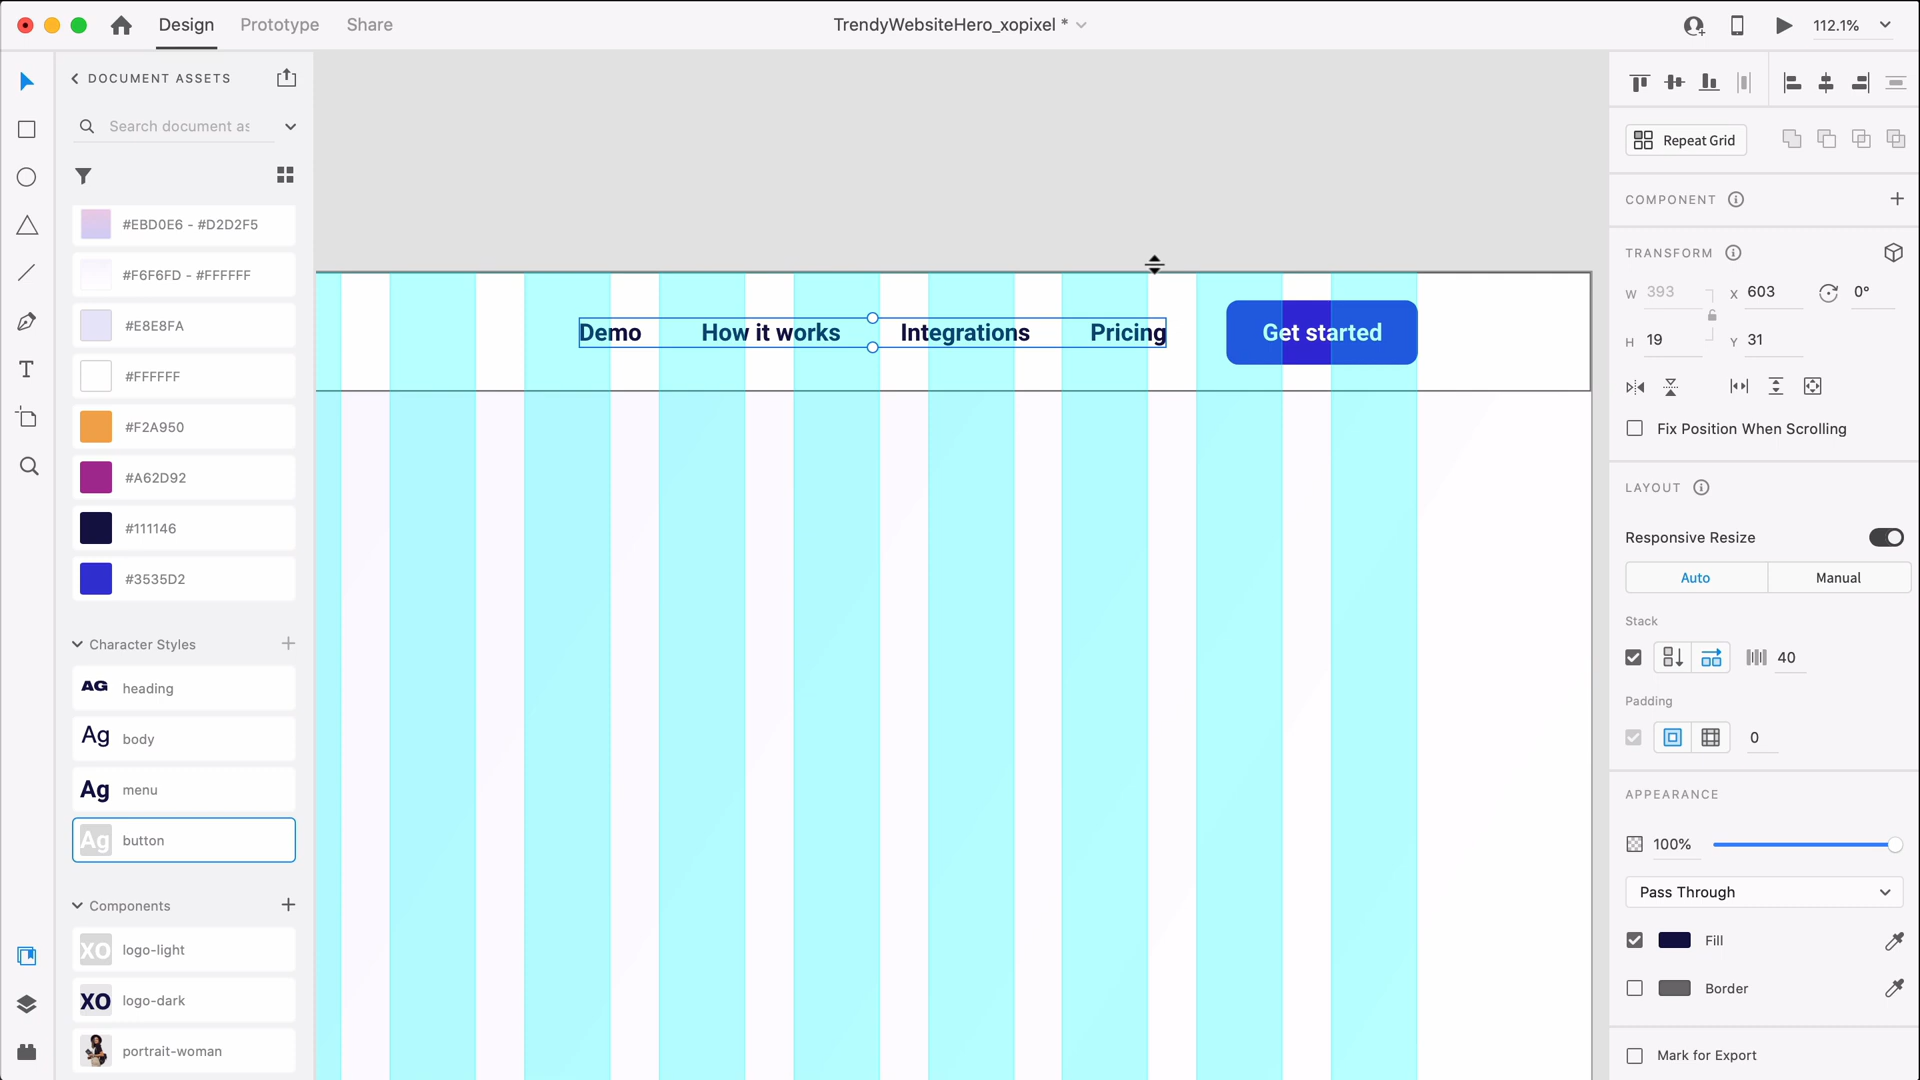 Design
Prototype
Share
TrendyWebsiteHero_xopixel *
112.1%
DOCUMENT ASSETS
Search document as
#EBD0E6 - #D2D2F5
#F6F6FD - #FFFFFF
#E8E8FA
#FFFFFF
#F2A950
#A62D92
#111146
#3535D2
Character Styles
AG heading
Ag body
Ag menu
Ag button
Components
XO logo-light
XO logo-dark
portrait-woman
Demo
How it works
Integrations
Pricing
Get started
Repeat Grid
COMPONENT
TRANSFORM
W 393
X 603
0°
H 19
Y 31
Fix Position When Scrolling
LAYOUT
Responsive Resize
Auto
Manual
Stack
40
Padding
0
APPEARANCE
100%
Pass Through
Fill
Border
Mark for Export